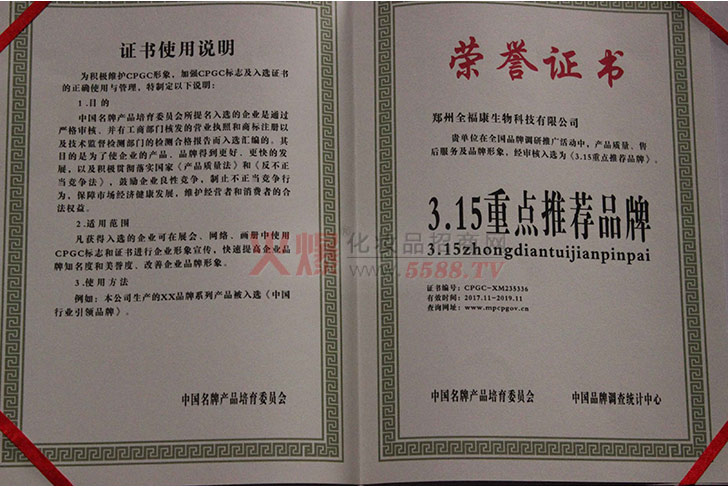 证书使用说明
为积极维护CPGC形象，加强CPGC标志及入选证书
的正确使用与管理，特制定以下说明：
1.目的
中国名牌产品培育委员会所提名入选的企业是通过
严格审核、并有工商部门核发的营业执照和商标注册以
及技术监督检测部门的检测合格报告而入选汇编的。其
目的是为了使企业的产品、品牌得到更好、更快的发
展，以及积极贯彻落实国家《产品质量法》和《反不正
当竞争法》，鼓励企业良性竞争，制止不正当竞争行
为，保障市场经济健康发展，维护经营者和消费者的合
法权益。
2.适用范围
凡获得入选的企业可在展会、网络、画册中使用
CPGC标志和证书进行企业形象宣传，快速提高企业品
牌知名度和美誉度、改善企业品牌形象。
3.使用方法
例如：本公司生产的XX品牌系列产品被入选《中国
行业引领品牌》。
中国名牌产品培育委员会
荣誉证书
郑州全福康生物科技有限公司
贵单位在全国品牌调研推广活动中，产品质量、售
后服务及品牌形象，经审核入选为《3.15重点推荐品牌》。
3.15重点推荐品牌
3.15zhongdiantuijianpinpai
证书编号：CPGC-XM235336
有效时间：2017.11-2019.11
查询网址：www.mpcpgov.cn
中国名牌产品培育委员会
中国品牌调查统计中心
火爆化妆品招商网
www.5588.TV